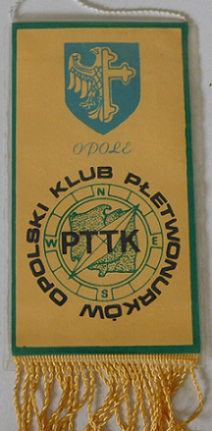 OPOLE
OPOLSKI KLUB PŁETWONURKÓW
N
W PTTK E
S